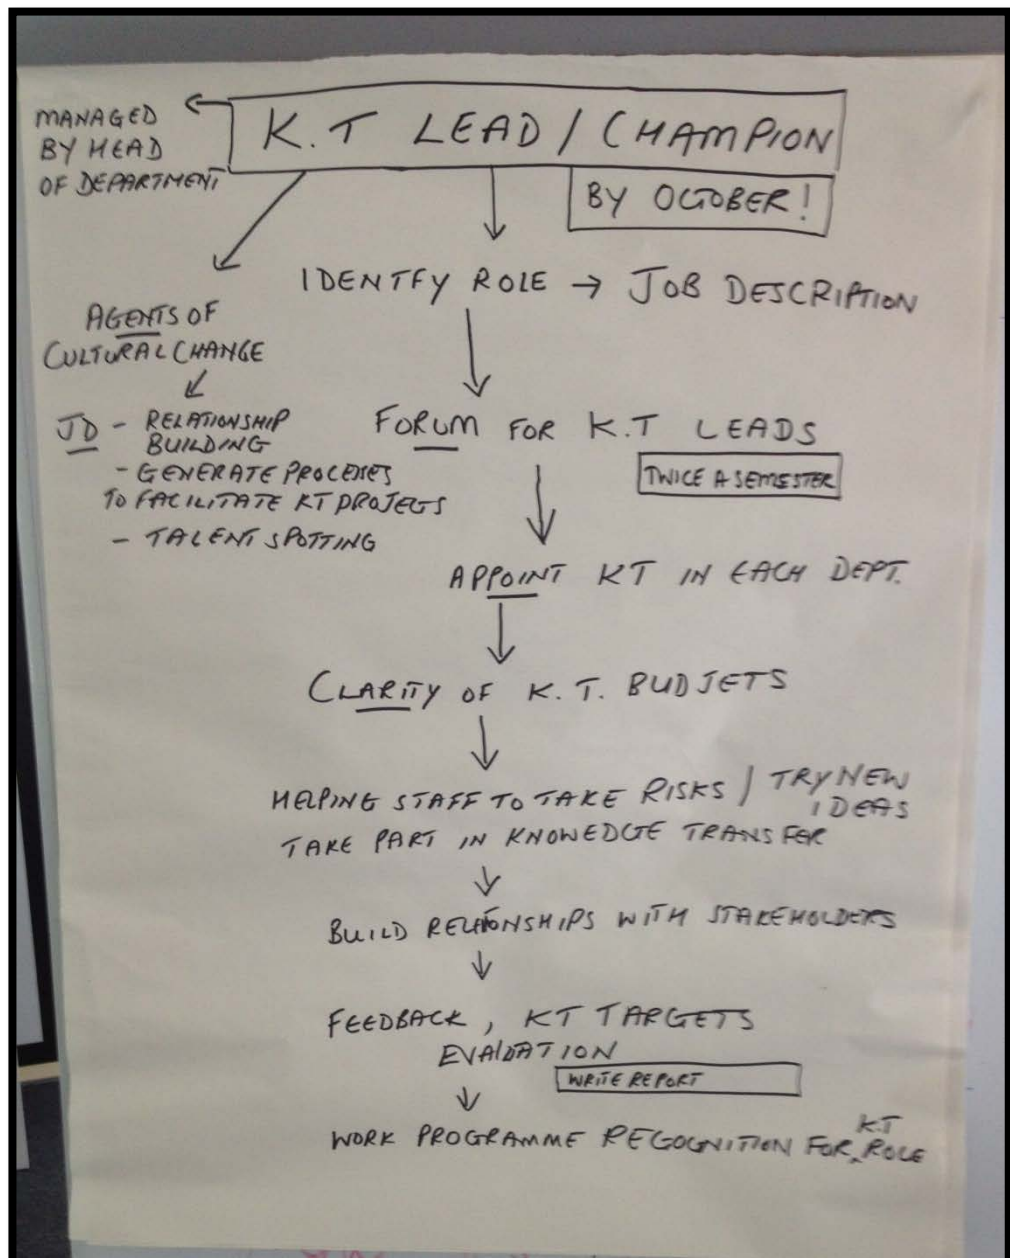 K.T LEAD / CHAMPION
BY OCTOBER!
MANAGED
BY HEAD
OF DEPARTMENT
AGENTS OF
CULTURAL CHANGE
JD - RELATIONSHIP
BUILDING
- GENERATE PROCESSES
TO FACILITATE KT PROJECTS
- TALENT SPOTTING
IDENTFY ROLE → JOB DESCRIPTION
FORUM FOR K.T LEADS
TWICE A SEMESTER
APPOINT KT IN EACH DEPT.
CLARITY OF K.T. BUDJETS
HELPING STAFF TO TAKE RISKS / TRY NEW
IDEAS
TAKE PART IN KNOWEDGE TRANSFER
BUILD RELATIONSHIPS WITH STAKEHOLDERS
FEEDBACK, KT TARGETS
EVALUATION
WRITE REPORT
WORK PROGRAMME RECOGNITION FOR KT ROLE